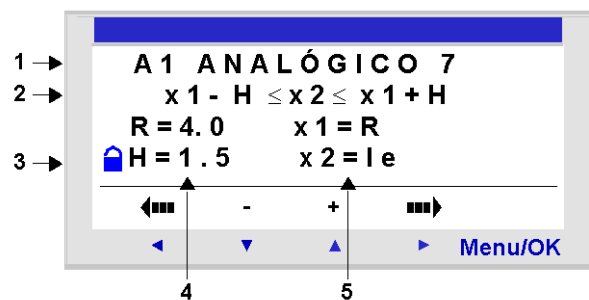 1 A1 ANALÓGICO 7
2 x1 - H ≤ x2 ≤ x1 + H
R = 4.0 x1 = R
3 H = 1.5 x2 = Ie
- +
Menu/OK
4 5